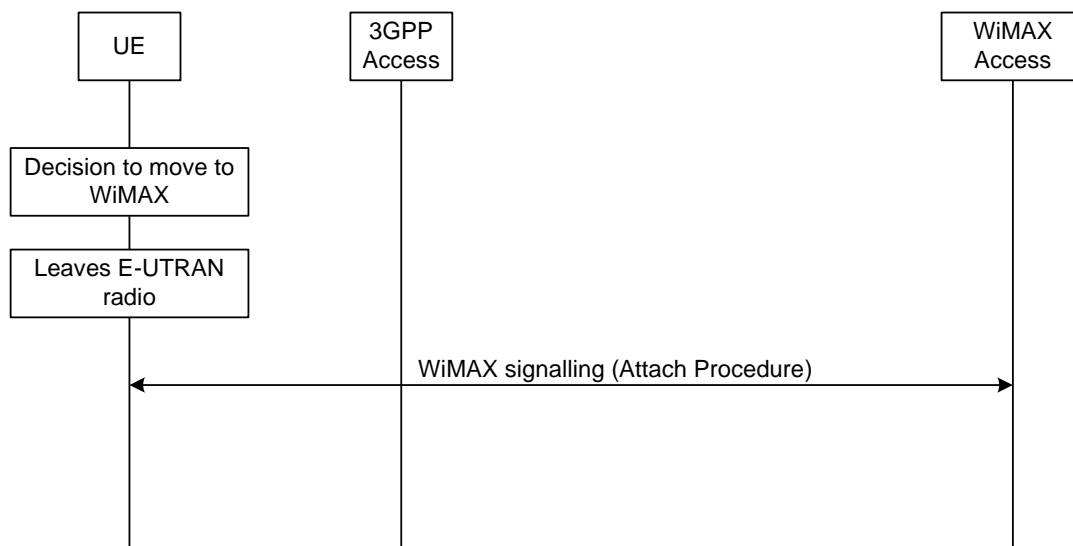 UE
3GPP
Access
WiMAX
Access
Decision to move to
WiMAX
Leaves E-UTRAN
radio
WiMAX signalling (Attach Procedure)